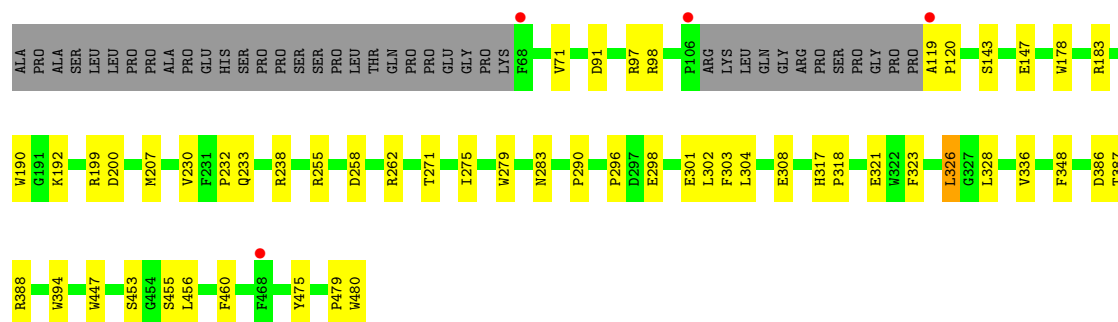 ALA PRO ALA SER LEU LEU PRO PRO ALA PRO GLU HIS SER PRO PRO SER SER PRO LEU THR GLN PRO PRO GLU GLU GLY PRO LYS F68 V71 D91 R97 R98 P106 ARG LYS LEU GLN GLY ARG PRO SER PRO GLY PRO PRO A119 P120 S143 E147 W178 R183
W190 G191 K192 R199 D200 M207 V230 F231 P232 Q233 R238 R255 D258 R262 T271 I275 W279 N283 P290 P296 D297 E298 E301 L302 F303 L304 E308 H317 P318 E321 W322 F323 L326 G327 L328 V336 F348 D386 T387
R388 W394 W447 S453 G454 S455 L456 F460 F468 Y475 P479 W480